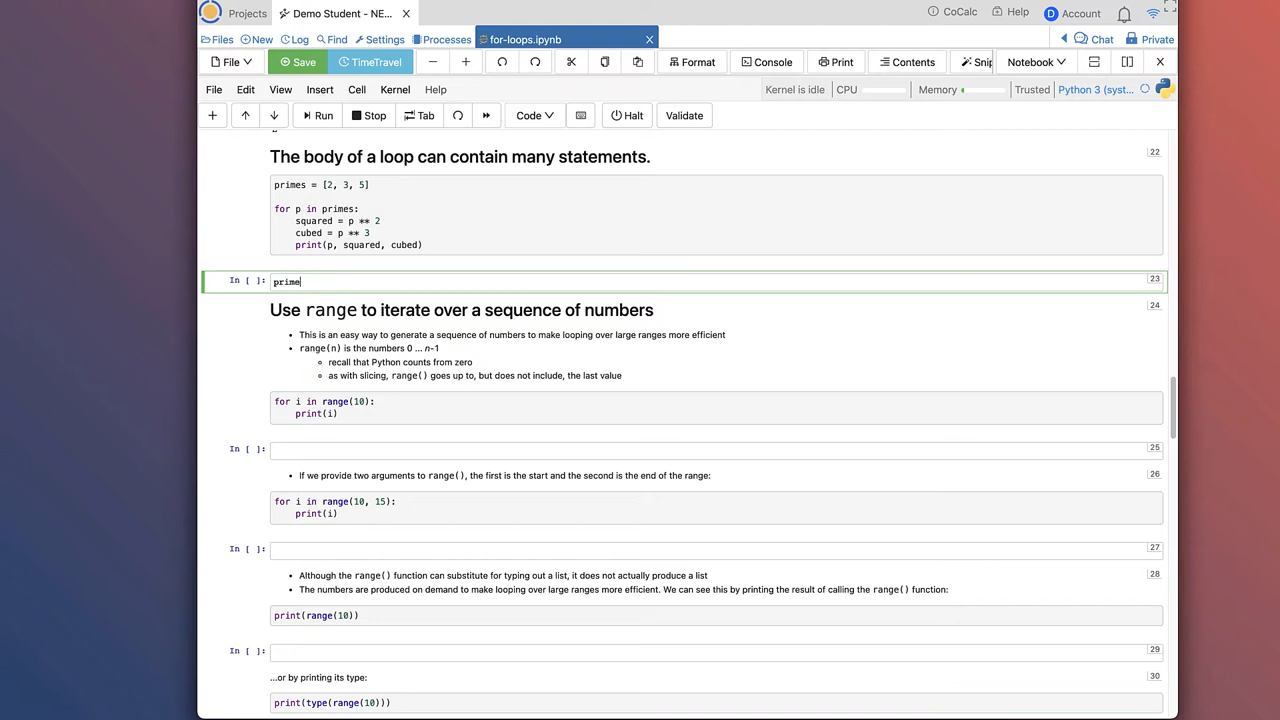 Projects
Demo Student - NE...
CoCalc
Help
Account
Files
New
Log
Find
Settings
Processes
for-loops.ipynb
Chat
Private
File
Save
TimeTravel
Format
Console
Print
Contents
Snip
Notebook
File
Edit
View
Insert
Cell
Kernel
Help
Kernel is idle
CPU
Memory
Trusted
Python 3 (syst...
Run
Stop
Tab
Code
Halt
Validate
The body of a loop can contain many statements.
22
primes = [2, 3, 5]
for p in primes:
squared = p ** 2
cubed = p ** 3
print(p, squared, cubed)
In [ ]:
prime
23
Use range to iterate over a sequence of numbers
24
• This is an easy way to generate a sequence of numbers to make looping over large ranges more efficient
• range(n) is the numbers 0 ... n-1
◦ recall that Python counts from zero
◦ as with slicing, range() goes up to, but does not include, the last value
for i in range(10):
print(i)
In [ ]:
25
• If we provide two arguments to range(), the first is the start and the second is the end of the range:
26
for i in range(10, 15):
print(i)
In [ ]:
27
• Although the range() function can substitute for typing out a list, it does not actually produce a list
28
• The numbers are produced on demand to make looping over large ranges more efficient. We can see this by printing the result of calling the range() function:
print(range(10))
In [ ]:
29
...or by printing its type:
30
print(type(range(10)))